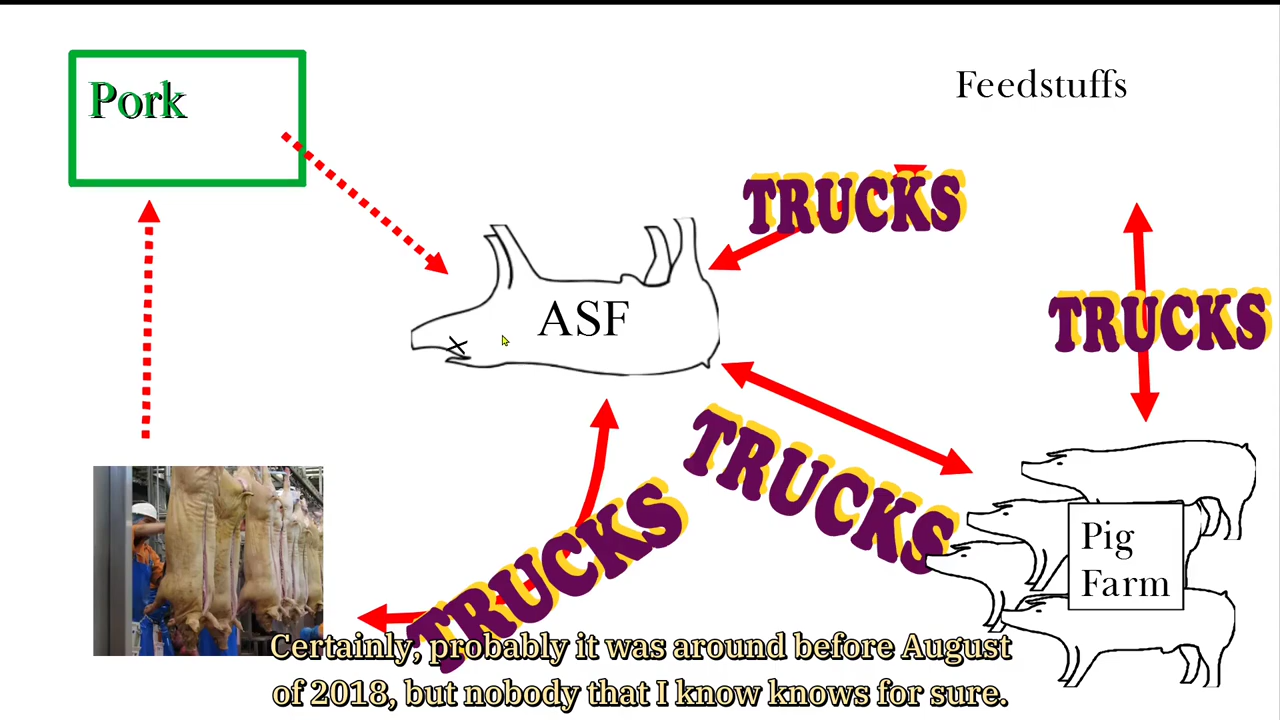 Pork
Feedstuffs
TRUCKS
ASF
TRUCKS
TRUCKS
TRUCKS
Pig
Farm
Certainly, probably it was around before August
of 2018, but nobody that I know knows for sure.